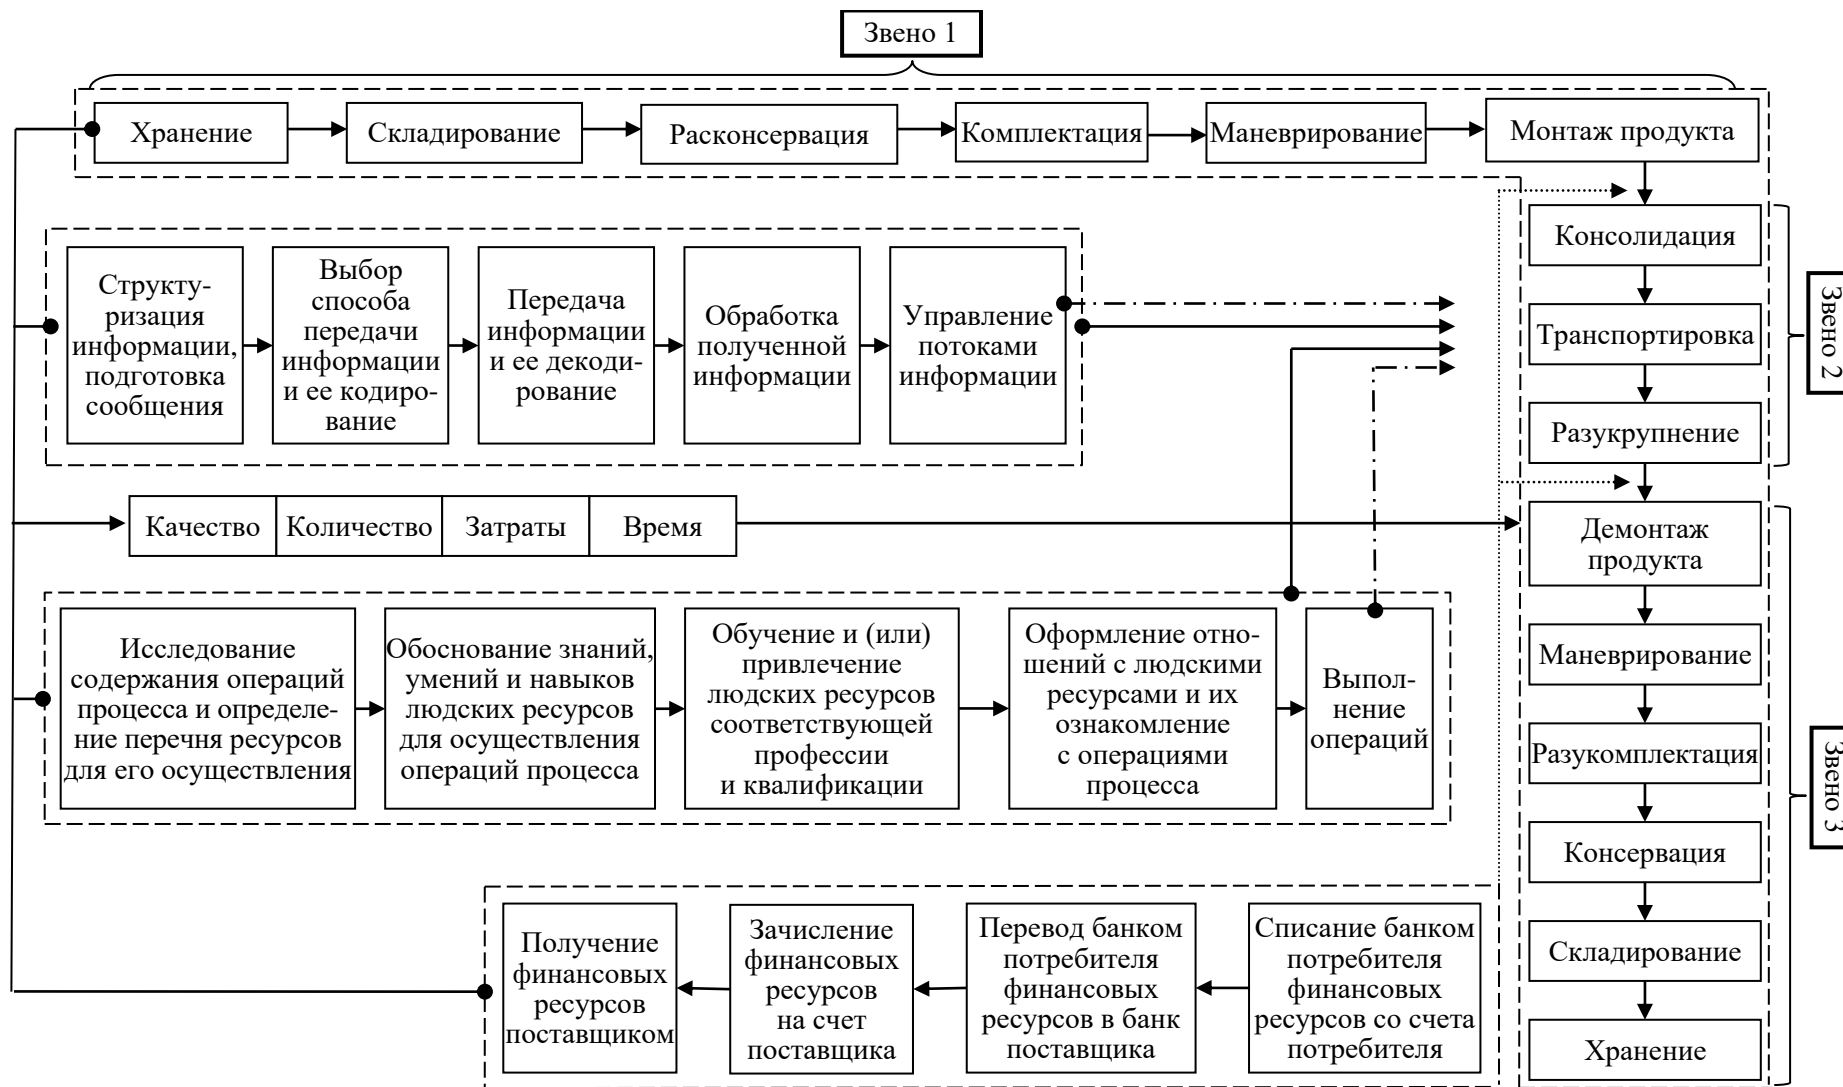 Звено 1
Хранение
Складирование
Расконсервация
Комплектация
Маневрирование
Монтаж продукта
Консолидация
Транспортировка
Разукрупнение
Звено 2
Структу-
ризация
информации,
подготовка
сообщения
Выбор
способа
передачи
информации
и ее кодиро-
вание
Передача
информации
и ее декоди-
рование
Обработка
полученной
информации
Управление
потоками
информации
Качество
Количество
Затраты
Время
Демонтаж
продукта
Маневрирование
Разукомплектация
Консервация
Складирование
Хранение
Звено 3
Исследование
содержания операций
процесса и определе-
ние перечня ресурсов
для его осуществления
Обоснование знаний,
умений и навыков
людских ресурсов
для осуществления
операций процесса
Обучение и (или)
привлечение
людских ресурсов
соответствующей
профессии
и квалификации
Оформление отно-
шений с людскими
ресурсами и их
ознакомление
с операциями
процесса
Выпол-
нение
операций
Получение
финансовых
ресурсов
поставщиком
Зачисление
финансовых
ресурсов
на счет
поставщика
Перевод банком
потребителя
финансовых
ресурсов в банк
поставщика
Списание банком
потребителя
финансовых
ресурсов со счета
потребителя